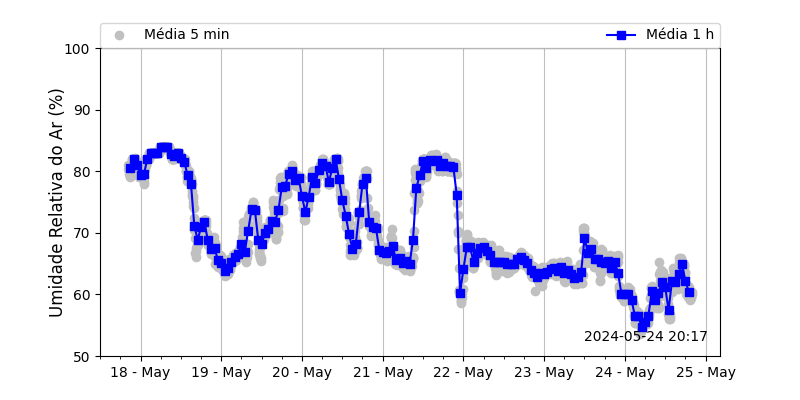 Média 5 min
Média 1 h
Umidade Relativa do Ar (%)
100
90
80
70
60
50
2024-05-24 20:17
18 - May
19 - May
20 - May
21 - May
22 - May
23 - May
24 - May
25 - May